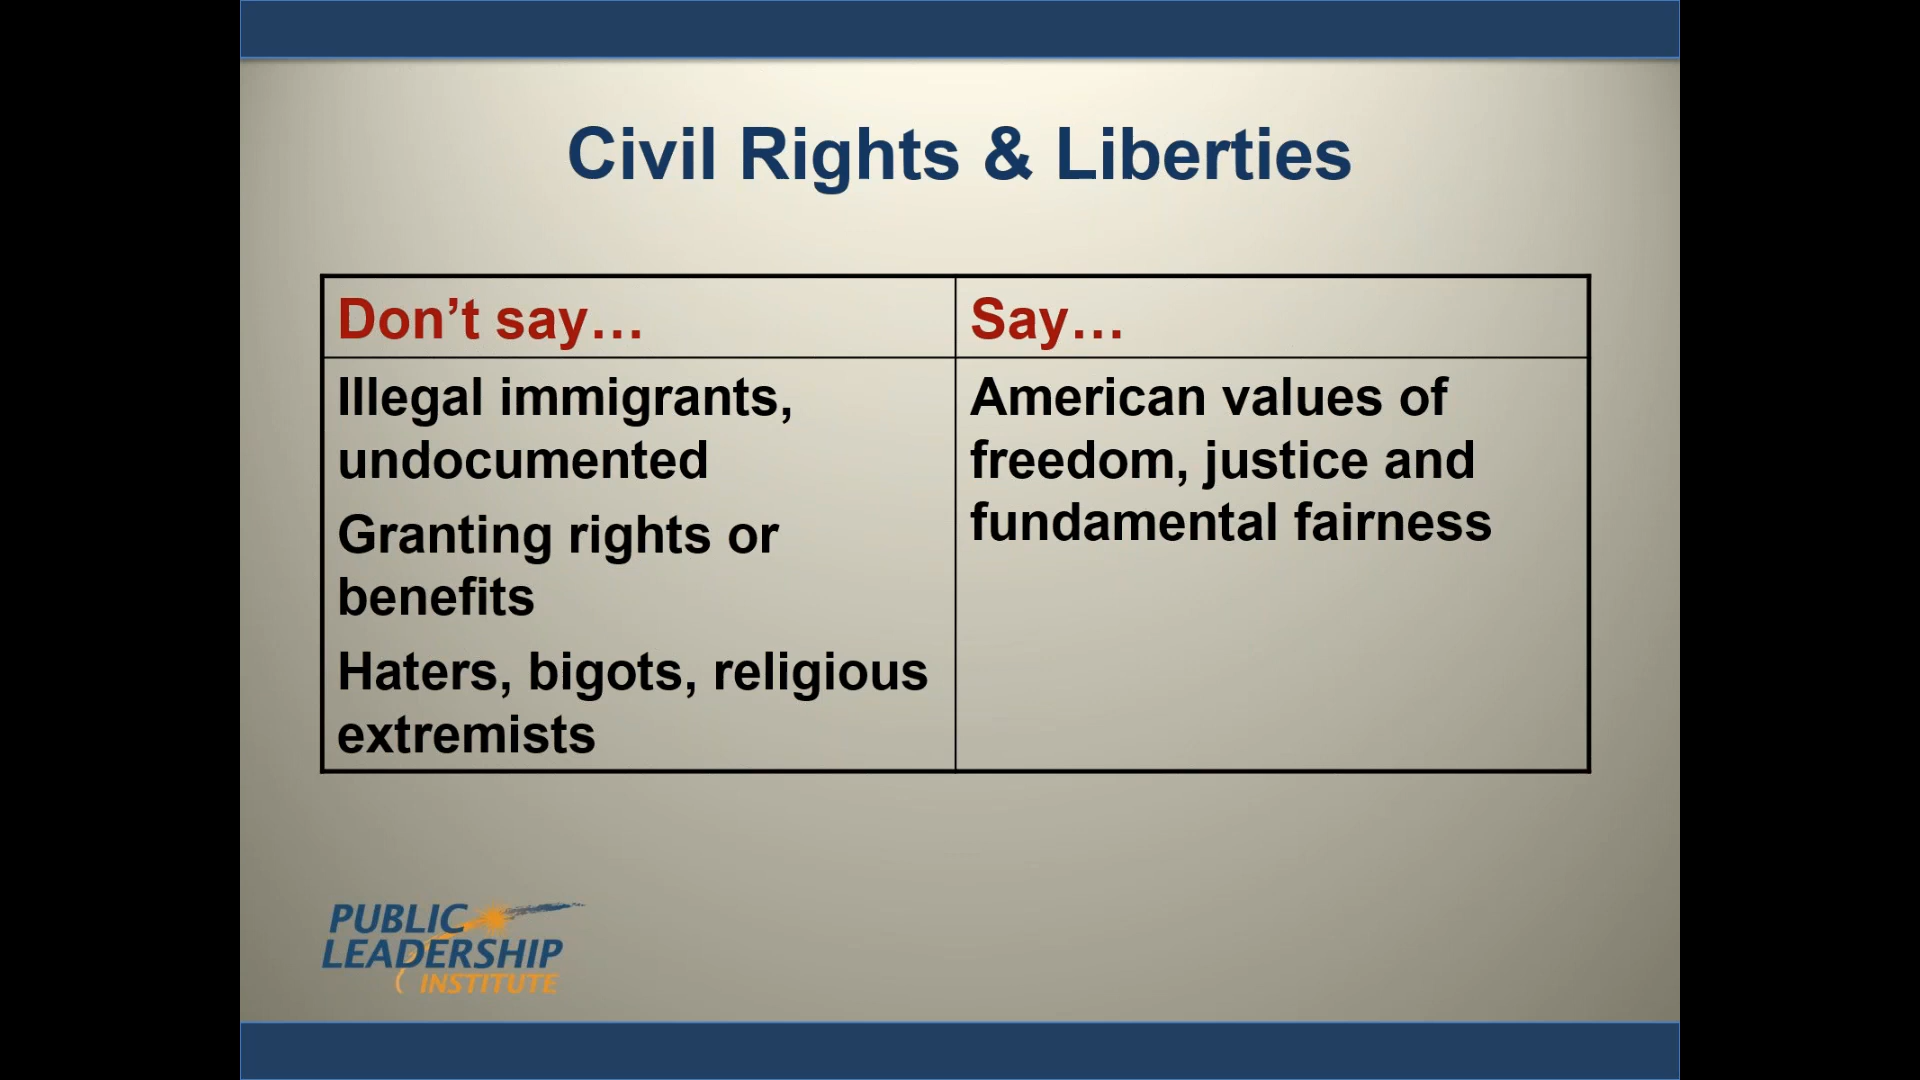 Civil Rights & Liberties
Don’t say…
Say…
Illegal immigrants,
undocumented
Granting rights or
benefits
Haters, bigots, religious
extremists
American values of
freedom, justice and
fundamental fairness
PUBLIC
LEADERSHIP
INSTITUTE